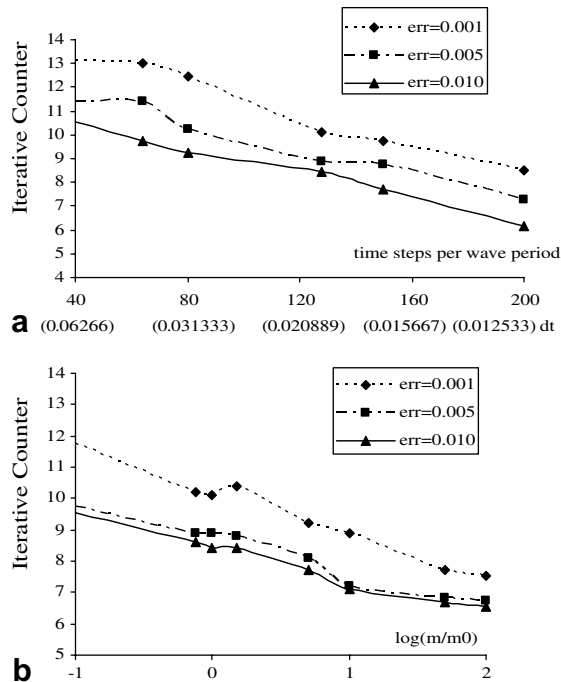 err=0.001
err=0.005
err=0.010
Iterative Counter
14
13
12
11
10
9
8
7
6
5
4
time steps per wave period
40 80 120 160 200
(0.06266) (0.031333) (0.020889) (0.015667) (0.012533) dt
a
err=0.001
err=0.005
err=0.010
Iterative Counter
14
13
12
11
10
9
8
7
6
5
log(m/m0)
-1 0 1 2
b